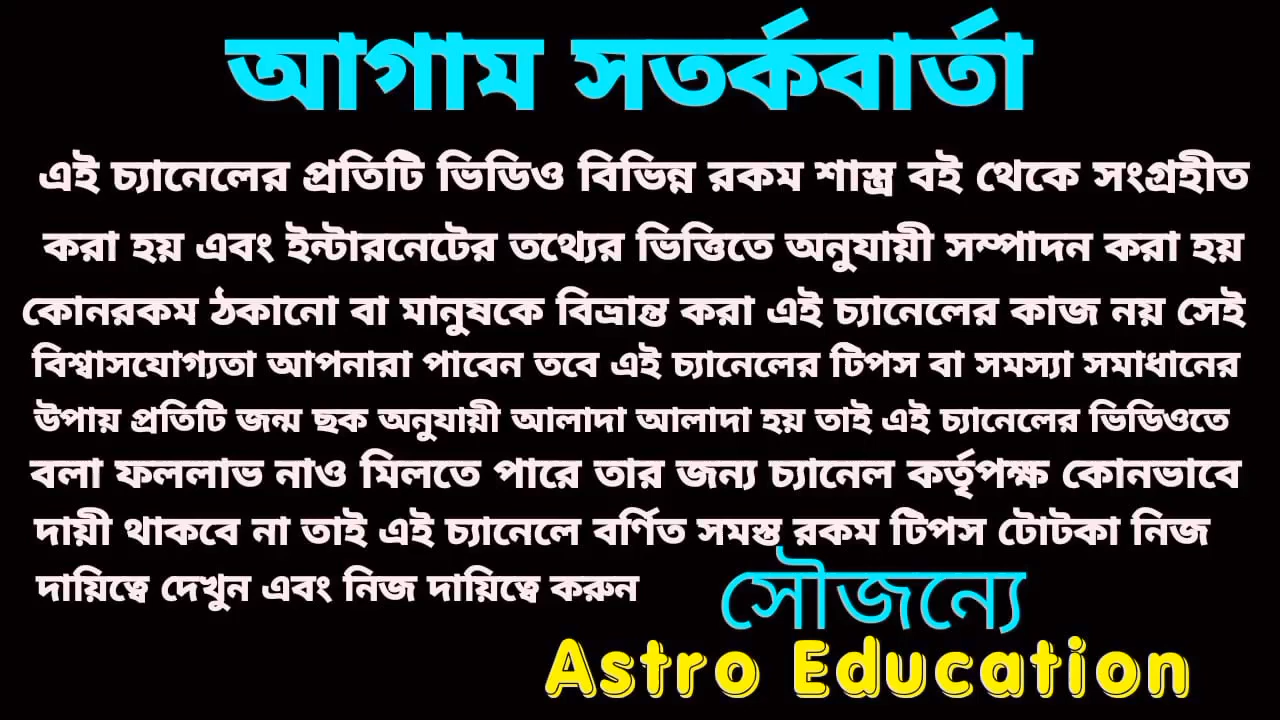 আগাম সতর্কবার্তা
এই চ্যানেলের প্রতিটি ভিডিও বিভিন্ন রকম শাস্ত্র বই থেকে সংগ্রহীত
করা হয় এবং ইন্টারনেটের তথ্যের ভিত্তিতে অনুযায়ী সম্পাদন করা হয়
কোনরকম ঠকানো বা মানুষকে বিভ্রান্ত করা এই চ্যানেলের কাজ নয় সেই
বিশ্বাসযোগ্যতা আপনারা পাবেন তবে এই চ্যানেলের টিপস বা সমস্যা সমাধানের
উপায় প্রতিটি জন্ম ছক অনুযায়ী আলাদা আলাদা হয় তাই এই চ্যানেলের ভিডিওতে
বলা ফললাভ নাও মিলতে পারে তার জন্য চ্যানেল কর্তৃপক্ষ কোনভাবে
দায়ী থাকবে না তাই এই চ্যানেলে বর্ণিত সমস্ত রকম টিপস টোটকা নিজ
দায়িত্বে দেখুন এবং নিজ দায়িত্বে করুন
সৌজন্যে
Astro Education